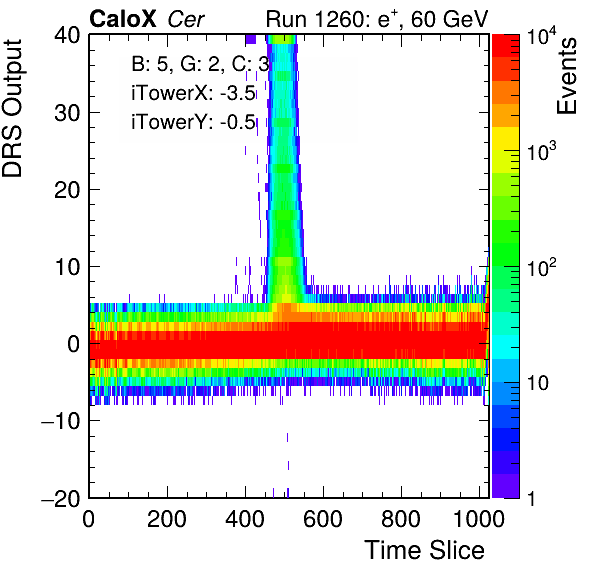 CaloX Cer Run 1260: e⁺, 60 GeV
B: 5, G: 2, C: 3
iTowerX: -3.5
iTowerY: -0.5
DRS Output
40
30
20
10
0
−10
−20
0 200 400 600 800 1000
Time Slice
Events
10⁴
10³
10²
10
1